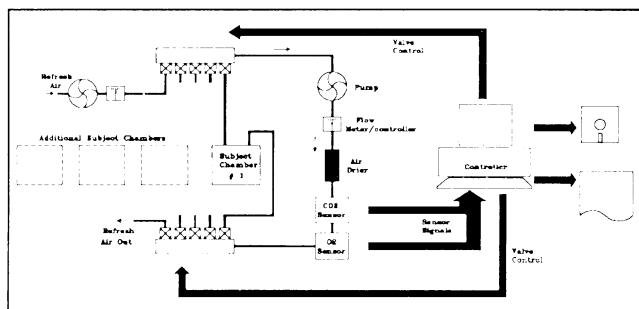 Valve
Control
Refresh
Air
Pump
Flow
Meter/controller
Additional Subject Chambers
Air
Drier
Subject
Chamber
# 1
Controller
CO2
Sensor
Sensor
Signals
Refresh
Air Out
O2
Sensor
Valve
Control